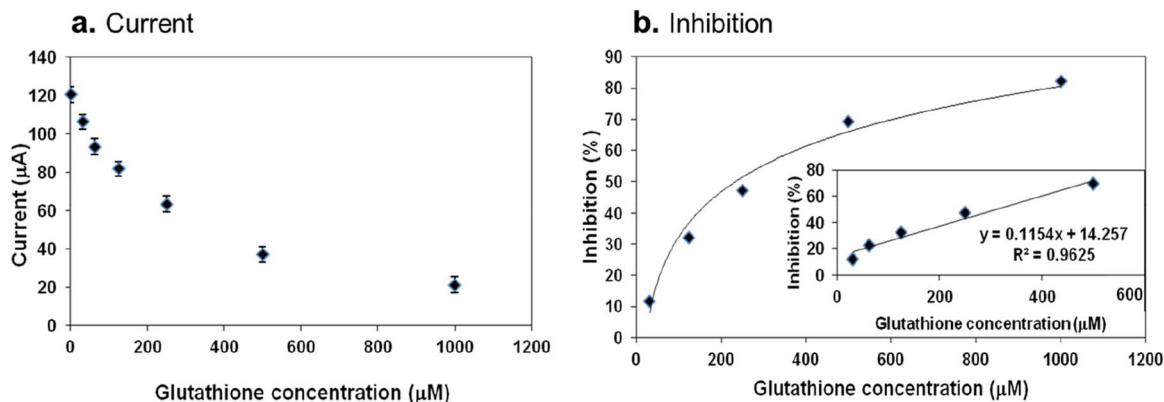 a. Current
140
120
100
80
60
40
20
0
Current (μA)
0 200 400 600 800 1000 1200
Glutathione concentration (μM)
b. Inhibition
90
80
70
60
50
40
30
20
10
0
Inhibition (%)
0 200 400 600 800 1000 1200
Glutathione concentration (μM)
80
60
40
20
0
Inhibition (%)
y = 0.1154x + 14.257
R² = 0.9625
0 200 400 600
Glutathione concentration (μM)